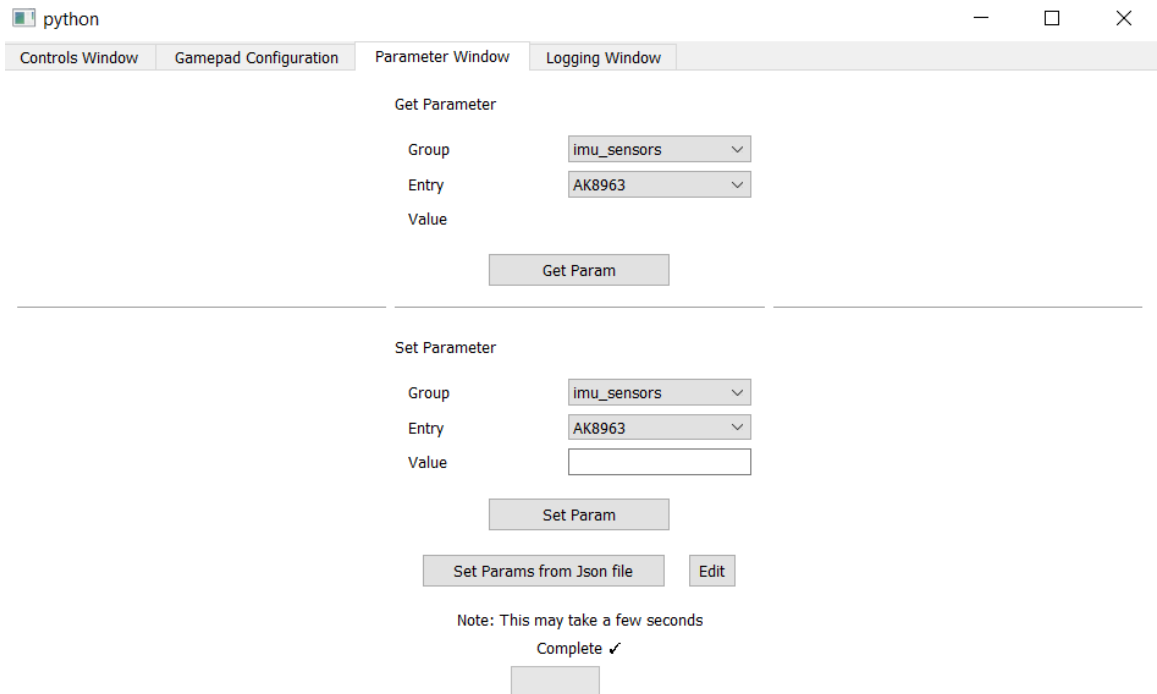 python
Controls Window Gamepad Configuration Parameter Window Logging Window
Get Parameter
Group imu_sensors
Entry AK8963
Value
Get Param
Set Parameter
Group imu_sensors
Entry AK8963
Value
Set Param
Set Params from Json file Edit
Note: This may take a few seconds
Complete ✓